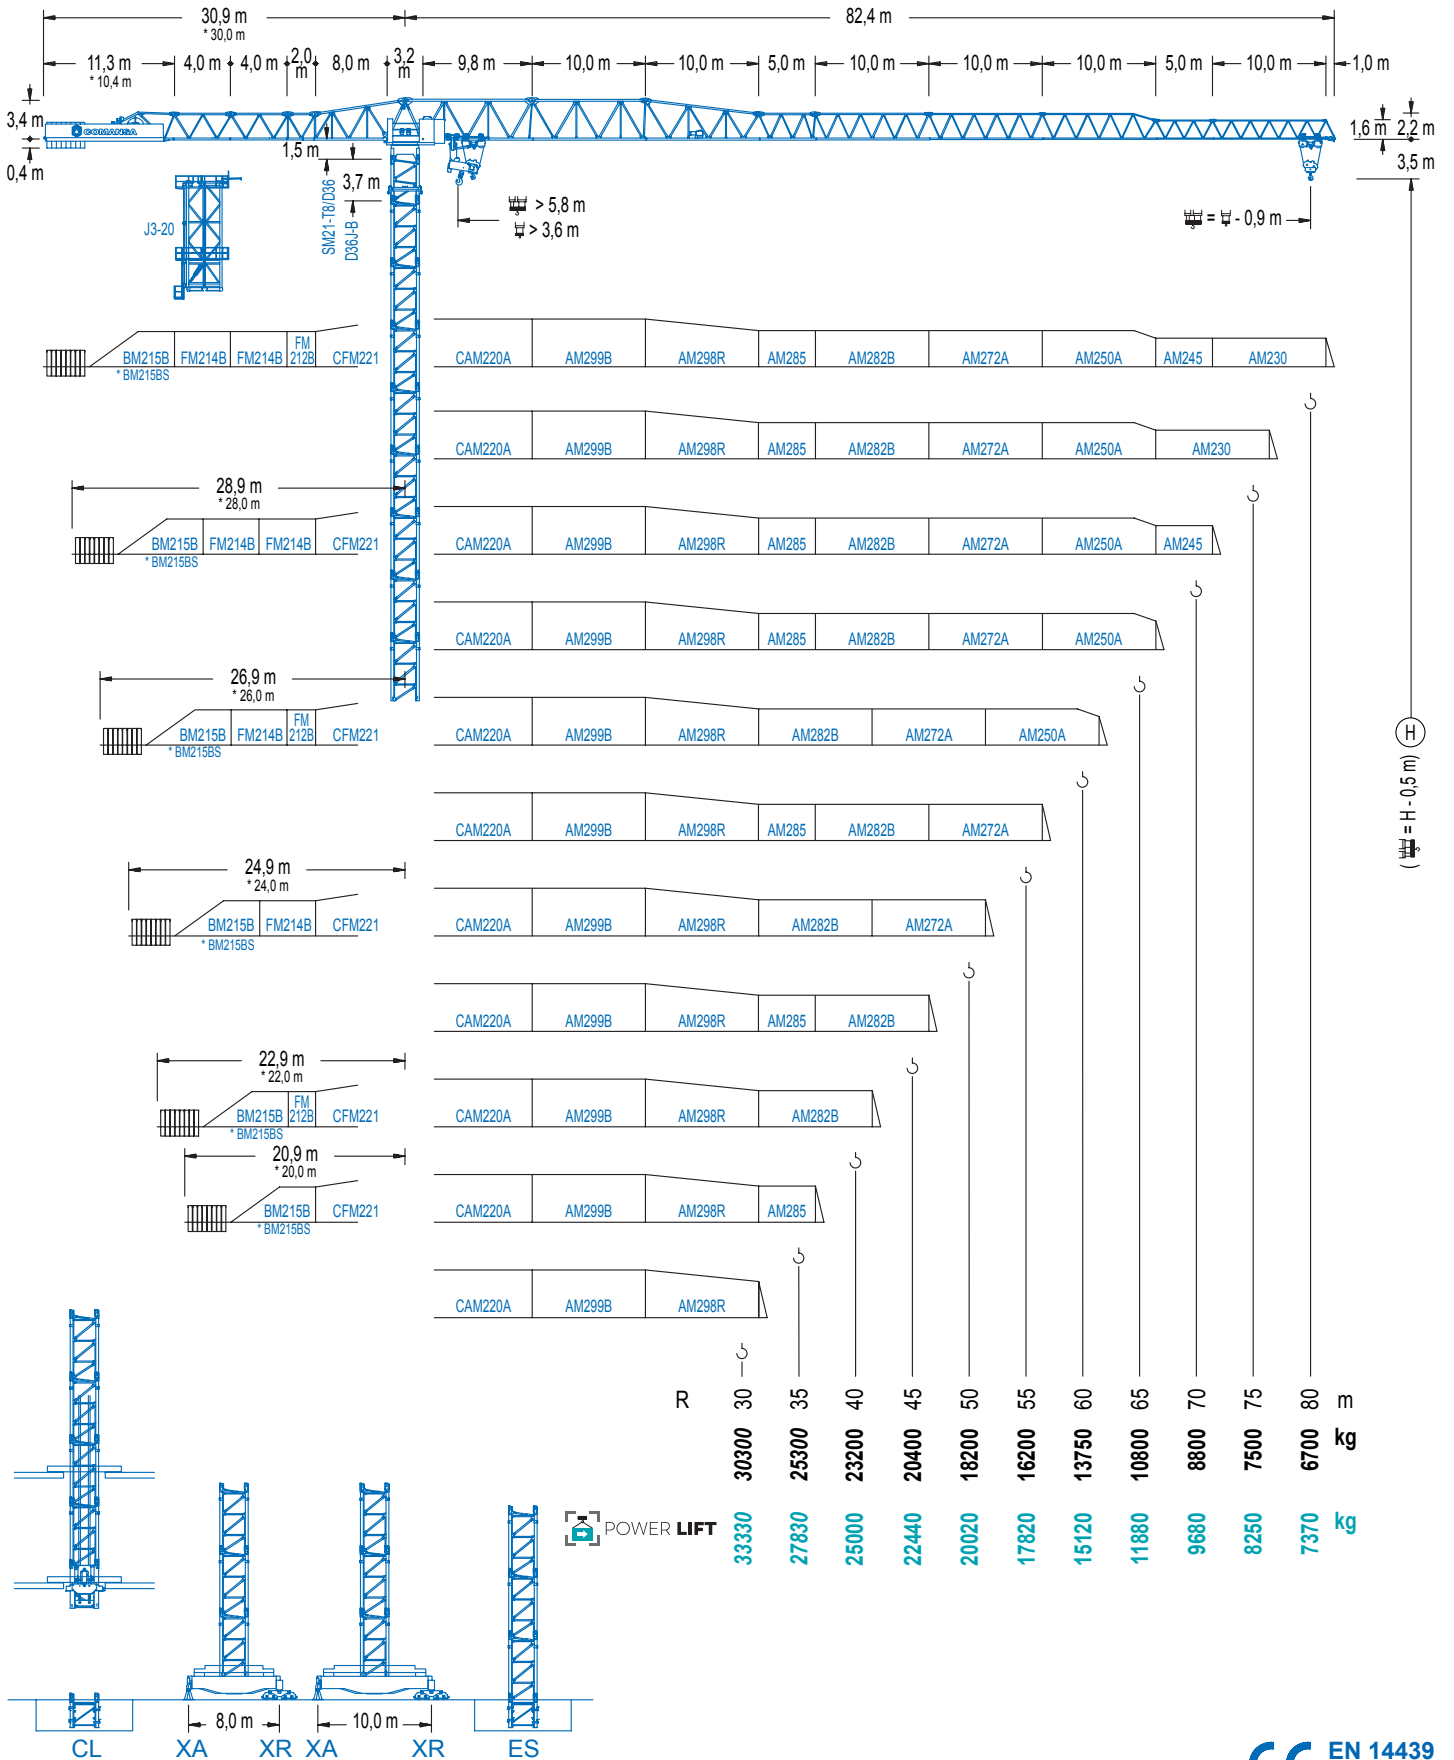 30,9 m
* 30,0 m
82,4 m
11,3 m
* 10,4 m
4,0 m
4,0 m
2,0 m
8,0 m
3,2 m
9,8 m
10,0 m
10,0 m
5,0 m
10,0 m
10,0 m
10,0 m
5,0 m
10,0 m
1,0 m
3,4 m
0,4 m
COMANSA
1,5 m
3,7 m
SM21-T8/D36
D36J-B
J3-20
> 5,8 m
> 3,6 m
= - 0,9 m
1,6 m
2,2 m
3,5 m
BM215B FM214B FM214B FM 212B CFM221
* BM215BS
CAM220A AM299B AM298R AM285 AM282B AM272A AM250A AM245 AM230
CAM220A AM299B AM298R AM285 AM282B AM272A AM250A AM230
28,9 m
* 28,0 m
BM215B FM214B FM214B CFM221
* BM215BS
CAM220A AM299B AM298R AM285 AM282B AM272A AM250A AM245
CAM220A AM299B AM298R AM285 AM282B AM272A AM250A
26,9 m
* 26,0 m
BM215B FM214B FM 212B CFM221
* BM215BS
CAM220A AM299B AM298R AM282B AM272A AM250A
H
( = H - 0,5 m)
CAM220A AM299B AM298R AM285 AM282B AM272A
24,9 m
* 24,0 m
BM215B FM214B CFM221
* BM215BS
CAM220A AM299B AM298R AM282B AM272A
CAM220A AM299B AM298R AM285 AM282B
22,9 m
* 22,0 m
BM215B FM 212B CFM221
* BM215BS
CAM220A AM299B AM298R AM282B
20,9 m
* 20,0 m
BM215B CFM221
* BM215BS
CAM220A AM299B AM298R AM285
CAM220A AM299B AM298R
R 30 35 40 45 50 55 60 65 70 75 80 m
30300 25300 23200 20400 18200 16200 13750 10800 8800 7500 6700 kg
POWER LIFT 33330 27830 25000 22440 20020 17820 15120 11880 9680 8250 7370 kg
8,0 m
10,0 m
CL XA XR XA XR ES
CE EN 14439